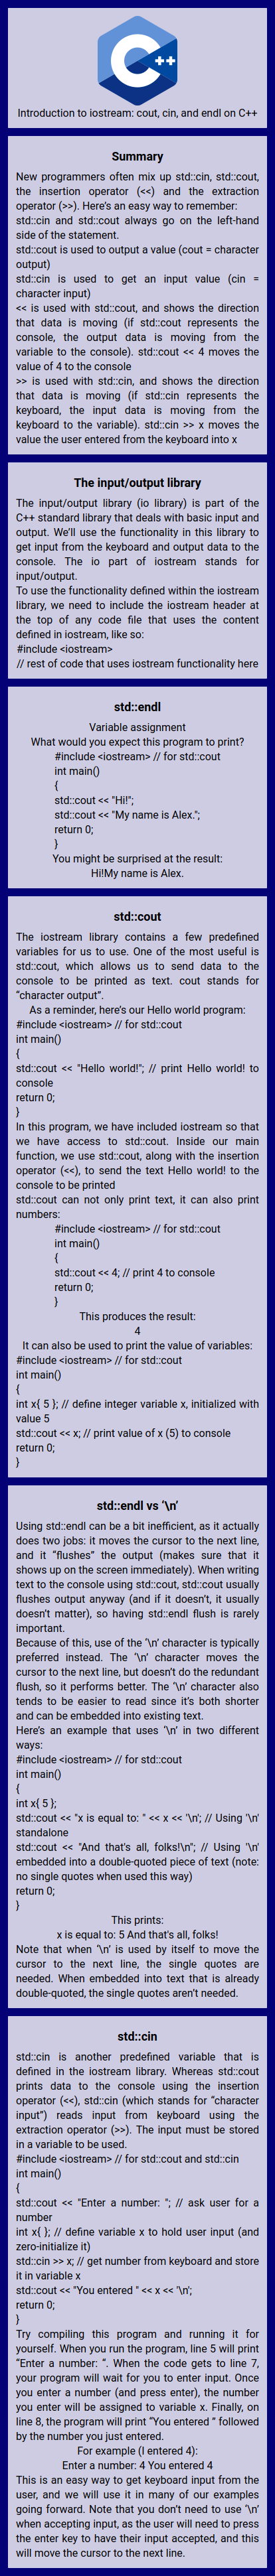 C++
Introduction to iostream: cout, cin, and endl on C++
Summary
New programmers often mix up std::cin, std::cout,
the insertion operator (<<) and the extraction
operator (>>). Here's an easy way to remember:
std::cin and std::cout always go on the left-hand
side of the statement.
std::cout is used to output a value (cout = character
output)
std::cin is used to get an input value (cin =
character input)
<< is used with std::cout, and shows the direction
that data is moving (if std::cout represents the
console, the output data is moving from the
variable to the console). std::cout << 4 moves the
value of 4 to the console
>> is used with std::cin, and shows the direction
that data is moving (if std::cin represents the
keyboard, the input data is moving from the
keyboard to the variable). std::cin >> x moves the
value the user entered from the keyboard into x
The input/output library
The input/output library (io library) is part of the
C++ standard library that deals with basic input and
output. We'll use the functionality in this library to
get input from the keyboard and output data to the
console. The io part of iostream stands for
input/output.
To use the functionality defined within the iostream
library, we need to include the iostream header at
the top of any code file that uses the content
defined in iostream, like so:
#include <iostream>
// rest of code that uses iostream functionality here
std::endl
Variable assignment
What would you expect this program to print?
#include <iostream> // for std::cout
int main()
{
std::cout << "Hi!";
std::cout << "My name is Alex.";
return 0;
}
You might be surprised at the result:
Hi!My name is Alex.
std::cout
The iostream library contains a few predefined
variables for us to use. One of the most useful is
std::cout, which allows us to send data to the
console to be printed as text. cout stands for
“character output”.
As a reminder, here's our Hello world program:
#include <iostream> // for std::cout
int main()
{
std::cout << "Hello world!"; // print Hello world! to
console
return 0;
}
In this program, we have included iostream so that
we have access to std::cout. Inside our main
function, we use std::cout, along with the insertion
operator (<<), to send the text Hello world! to the
console to be printed
std::cout can not only print text, it can also print
numbers:
#include <iostream> // for std::cout
int main()
{
std::cout << 4; // print 4 to console
return 0;
}
This produces the result:
4
It can also be used to print the value of variables:
#include <iostream> // for std::cout
int main()
{
int x{ 5 }; // define integer variable x, initialized with
value 5
std::cout << x; // print value of x (5) to console
return 0;
}
std::endl vs ‘\n’
Using std::endl can be a bit inefficient, as it actually
does two jobs: it moves the cursor to the next line,
and it “flushes” the output (makes sure that it
shows up on the screen immediately). When writing
text to the console using std::cout, std::cout usually
flushes output anyway (and if it doesn't, it usually
doesn't matter), so having std::endl flush is rarely
important.
Because of this, use of the ‘\n’ character is typically
preferred instead. The ‘\n’ character moves the
cursor to the next line, but doesn't do the redundant
flush, so it performs better. The ‘\n’ character also
tends to be easier to read since it's both shorter
and can be embedded into existing text.
Here's an example that uses ‘\n’ in two different
ways:
#include <iostream> // for std::cout
int main()
{
int x{ 5 };
std::cout << "x is equal to: " << x << '\n'; // Using '\n'
standalone
std::cout << "And that's all, folks!\n"; // Using '\n'
embedded into a double-quoted piece of text (note:
no single quotes when used this way)
return 0;
}
This prints:
x is equal to: 5 And that's all, folks!
Note that when ‘\n’ is used by itself to move the
cursor to the next line, the single quotes are
needed. When embedded into text that is already
double-quoted, the single quotes aren't needed.
std::cin
std::cin is another predefined variable that is
defined in the iostream library. Whereas std::cout
prints data to the console using the insertion
operator (<<), std::cin (which stands for “character
input”) reads input from keyboard using the
extraction operator (>>). The input must be stored
in a variable to be used.
#include <iostream> // for std::cout and std::cin
int main()
{
std::cout << "Enter a number: "; // ask user for a
number
int x{ }; // define variable x to hold user input (and
zero-initialize it)
std::cin >> x; // get number from keyboard and store
it in variable x
std::cout << "You entered " << x << '\n';
return 0;
}
Try compiling this program and running it for
yourself. When you run the program, line 5 will print
“Enter a number: “. When the code gets to line 7,
your program will wait for you to enter input. Once
you enter a number (and press enter), the number
you enter will be assigned to variable x. Finally, on
line 8, the program will print “You entered ” followed
by the number you just entered.
For example (I entered 4):
Enter a number: 4 You entered 4
This is an easy way to get keyboard input from the
user, and we will use it in many of our examples
going forward. Note that you don't need to use ‘\n’
when accepting input, as the user will need to press
the enter key to have their input accepted, and this
will move the cursor to the next line.